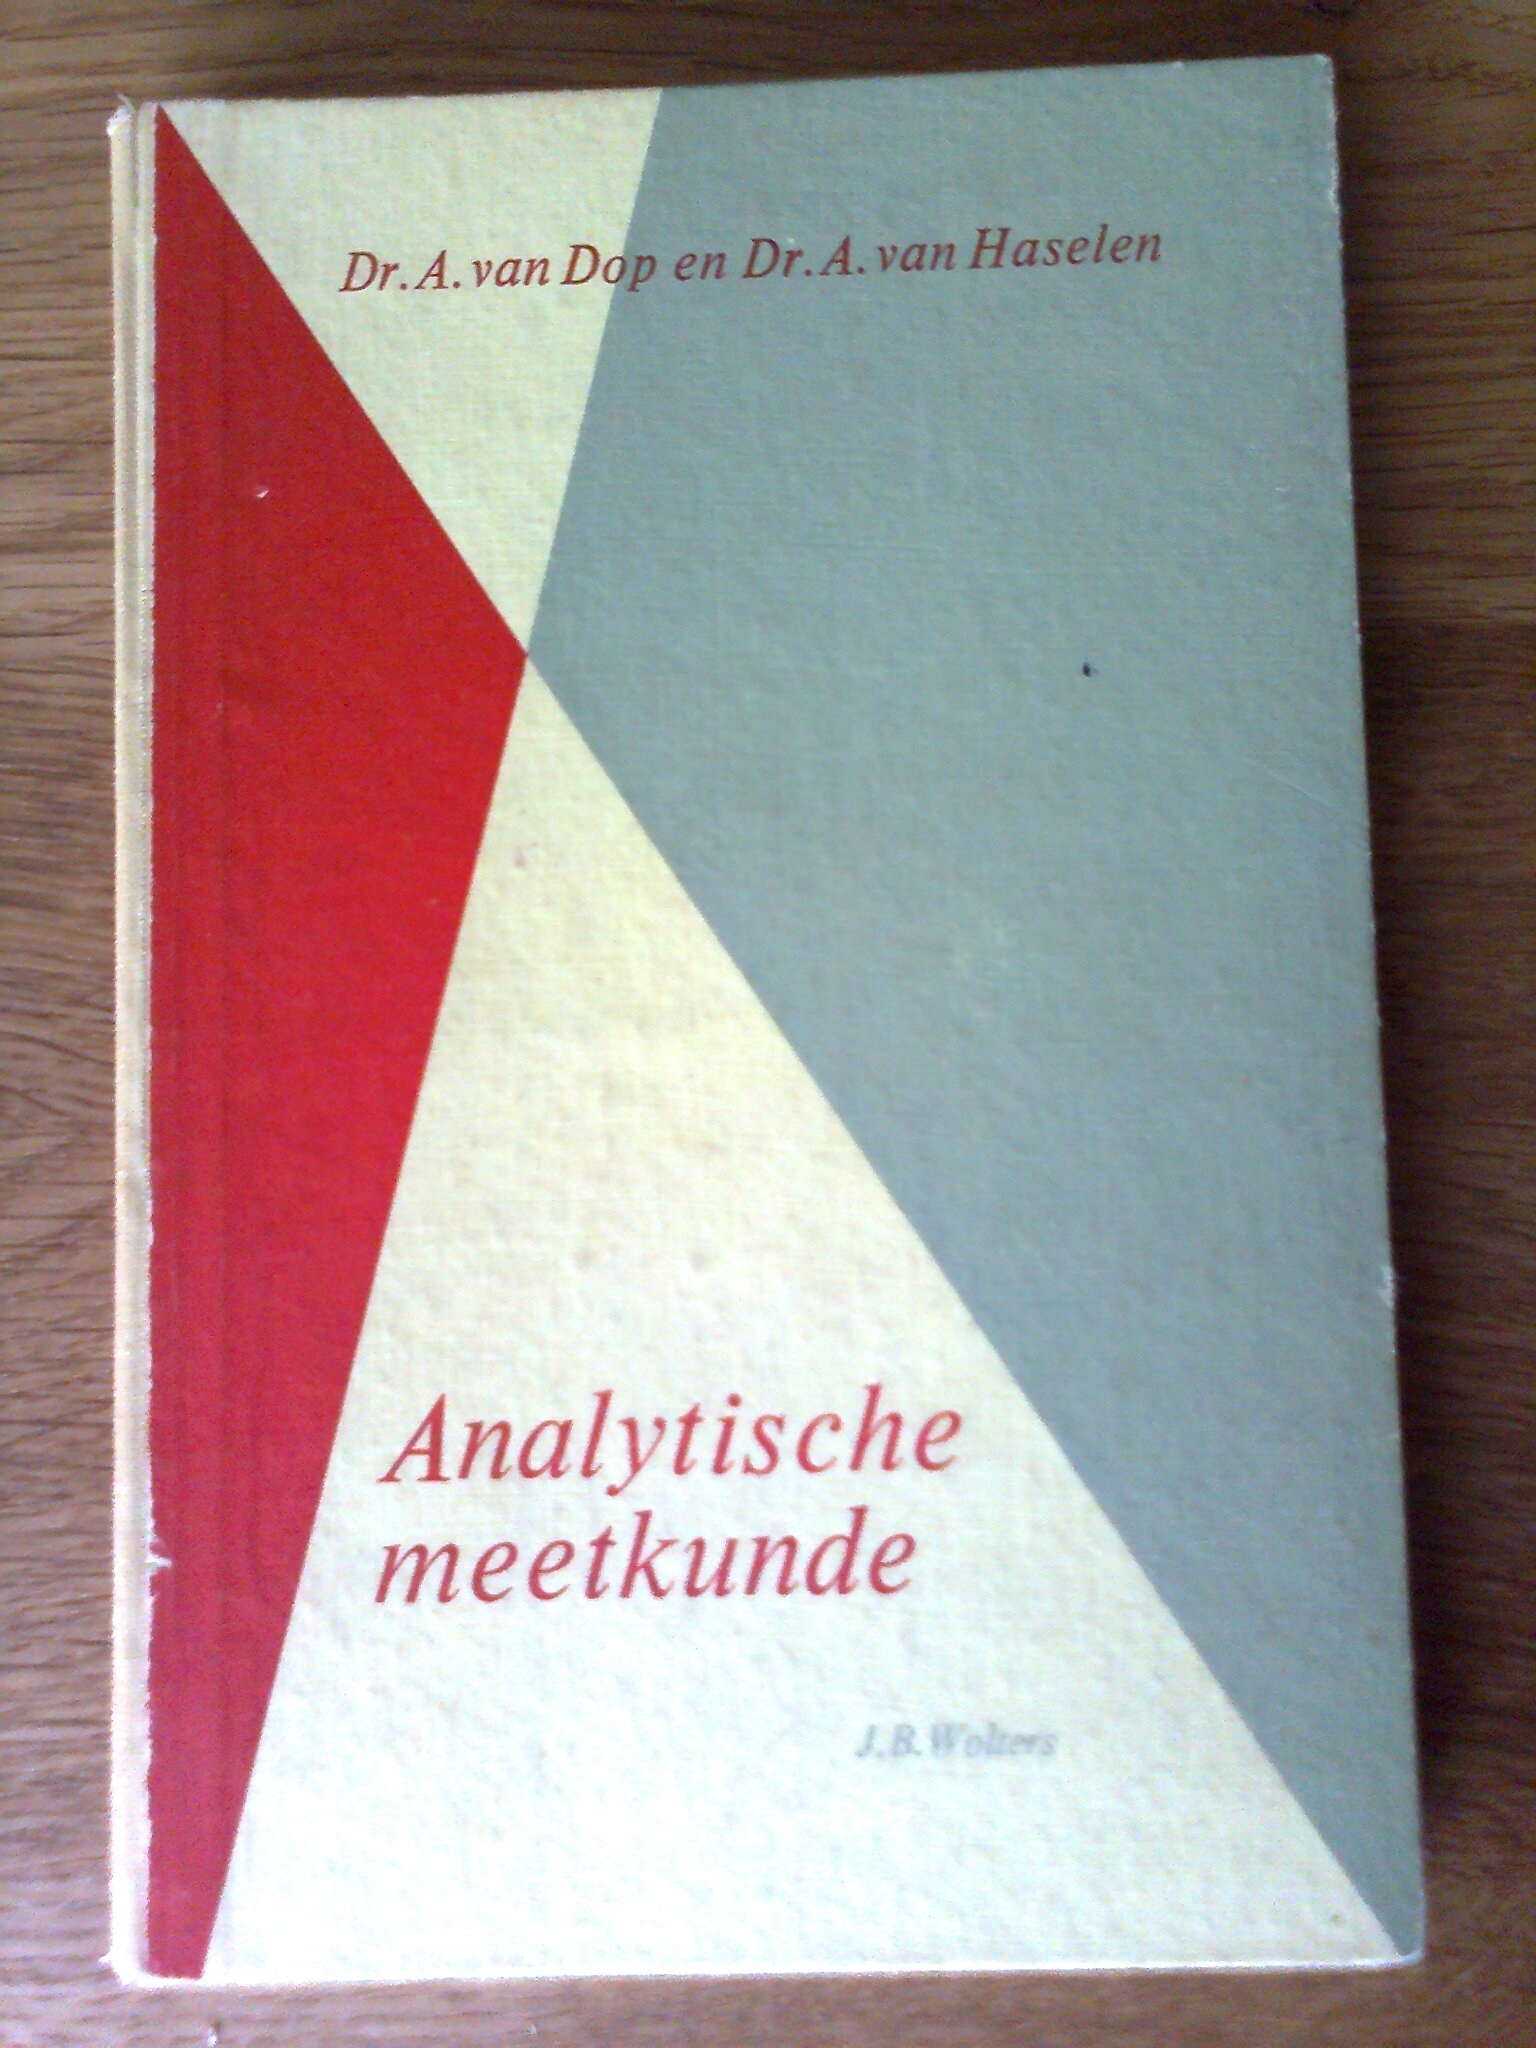 Dr. A. van Dop en Dr. A. van Haselen
Analytische
meetkunde
J. B. Wolters